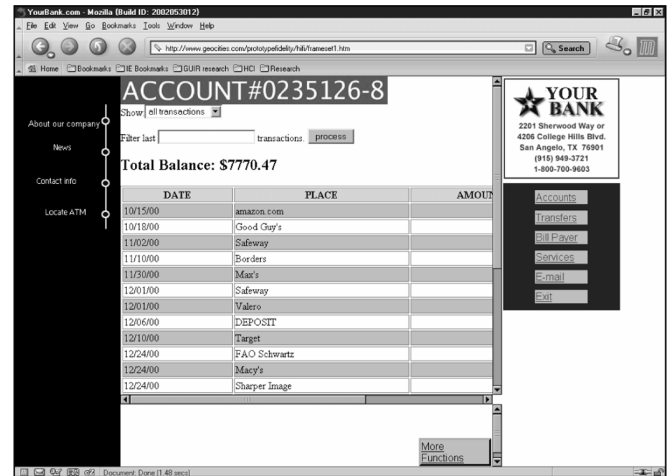 YourBank.com - Mozilla {Build ID: 2002053012}
File Edit View Go Bookmarks Tools Window Help
http://www.geocities.com/prototypefidelity/hifi/frameset1.htm
Search
Home Bookmarks IE Bookmarks GUIR research HCI Research
ACCOUNT#0235126-8
Show all transactions
Filter last transactions. process
Total Balance: $7770.47
DATE PLACE AMOUN
10/15/00 amazon.com
10/18/00 Good Guy's
11/02/00 Safeway
11/10/00 Borders
11/30/00 Max's
12/01/00 Safeway
12/01/00 Valero
12/06/00 DEPOSIT
12/10/00 Target
12/24/00 FAO Schwartz
12/24/00 Macy's
12/24/00 Sharper Image
About our company
News
Contact info
Locate ATM
YOUR
BANK
2201 Sherwood Way or
4206 College Hills Blvd.
San Angelo, TX 76901
(915) 949-3721
1-800-700-9603
Accounts
Transfers
Bill Payer
Services
E-mail
Exit
More
Functions
Document: Done (1.48 secs)